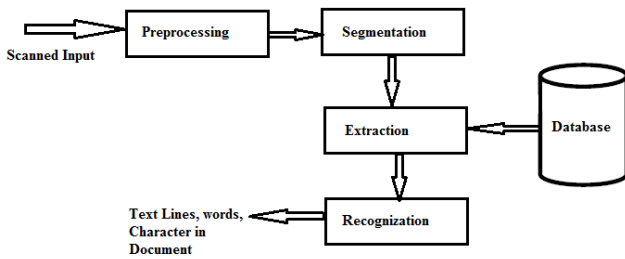 Preprocessing
Segmentation
Scanned Input
Extraction
Database
Text Lines, words,
Character in
Document
Recognization